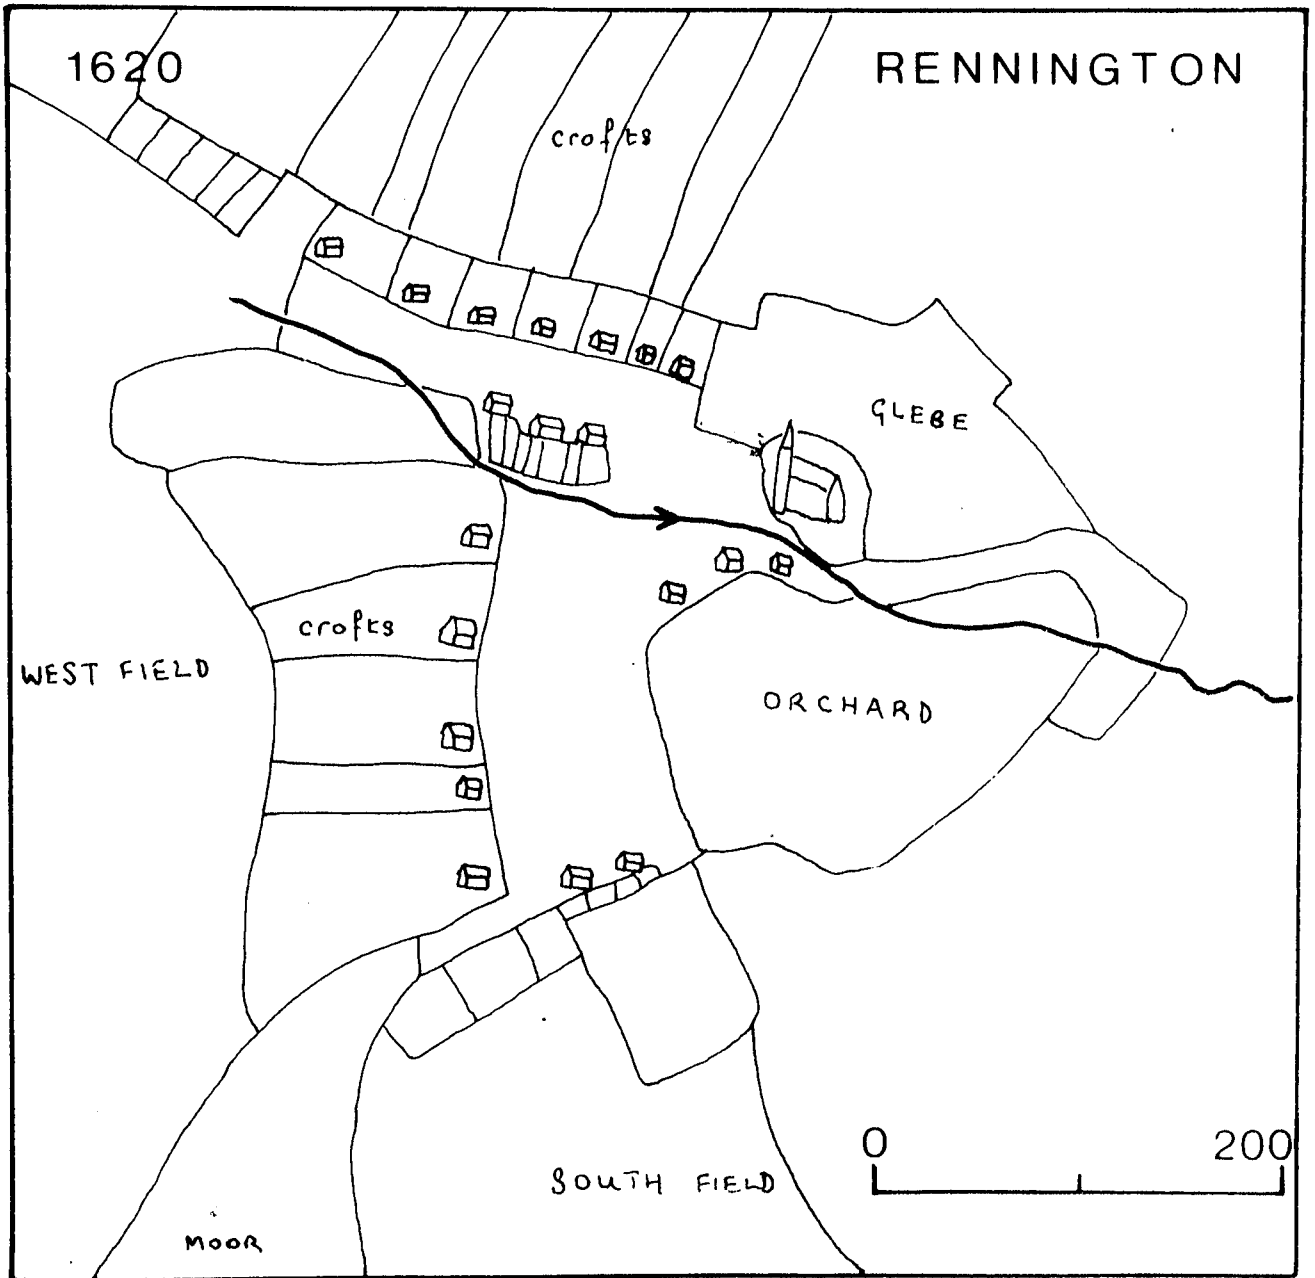 1620
RENNINGTON
crofts
GLEBE
crofts
WEST FIELD
ORCHARD
0
200
SOUTH FIELD
MOOR